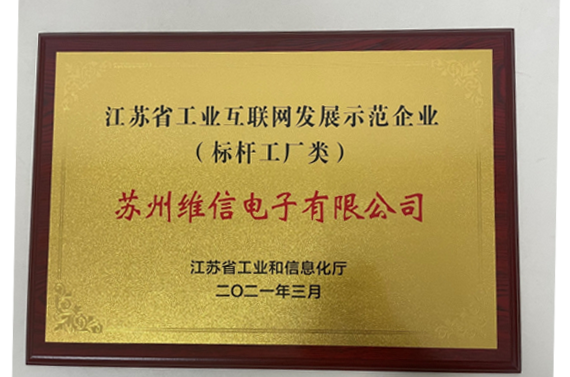 江苏省工业互联网发展示范企业
（标杆工厂类）
苏州维信电子有限公司
江苏省工业和信息化厅
二〇二一年三月